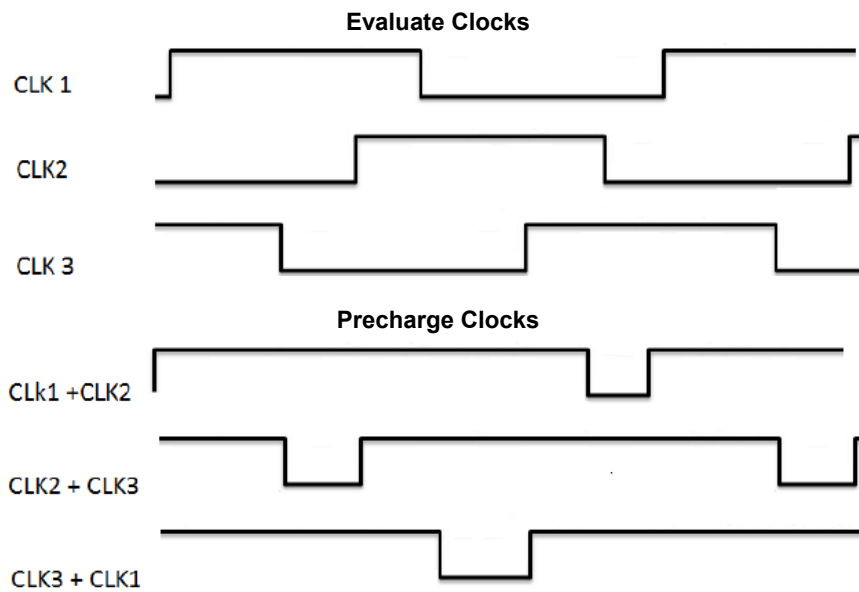 Evaluate Clocks
CLK 1
CLK2
CLK 3
Precharge Clocks
CLk1 +CLK2
CLK2 + CLK3
CLK3 + CLK1